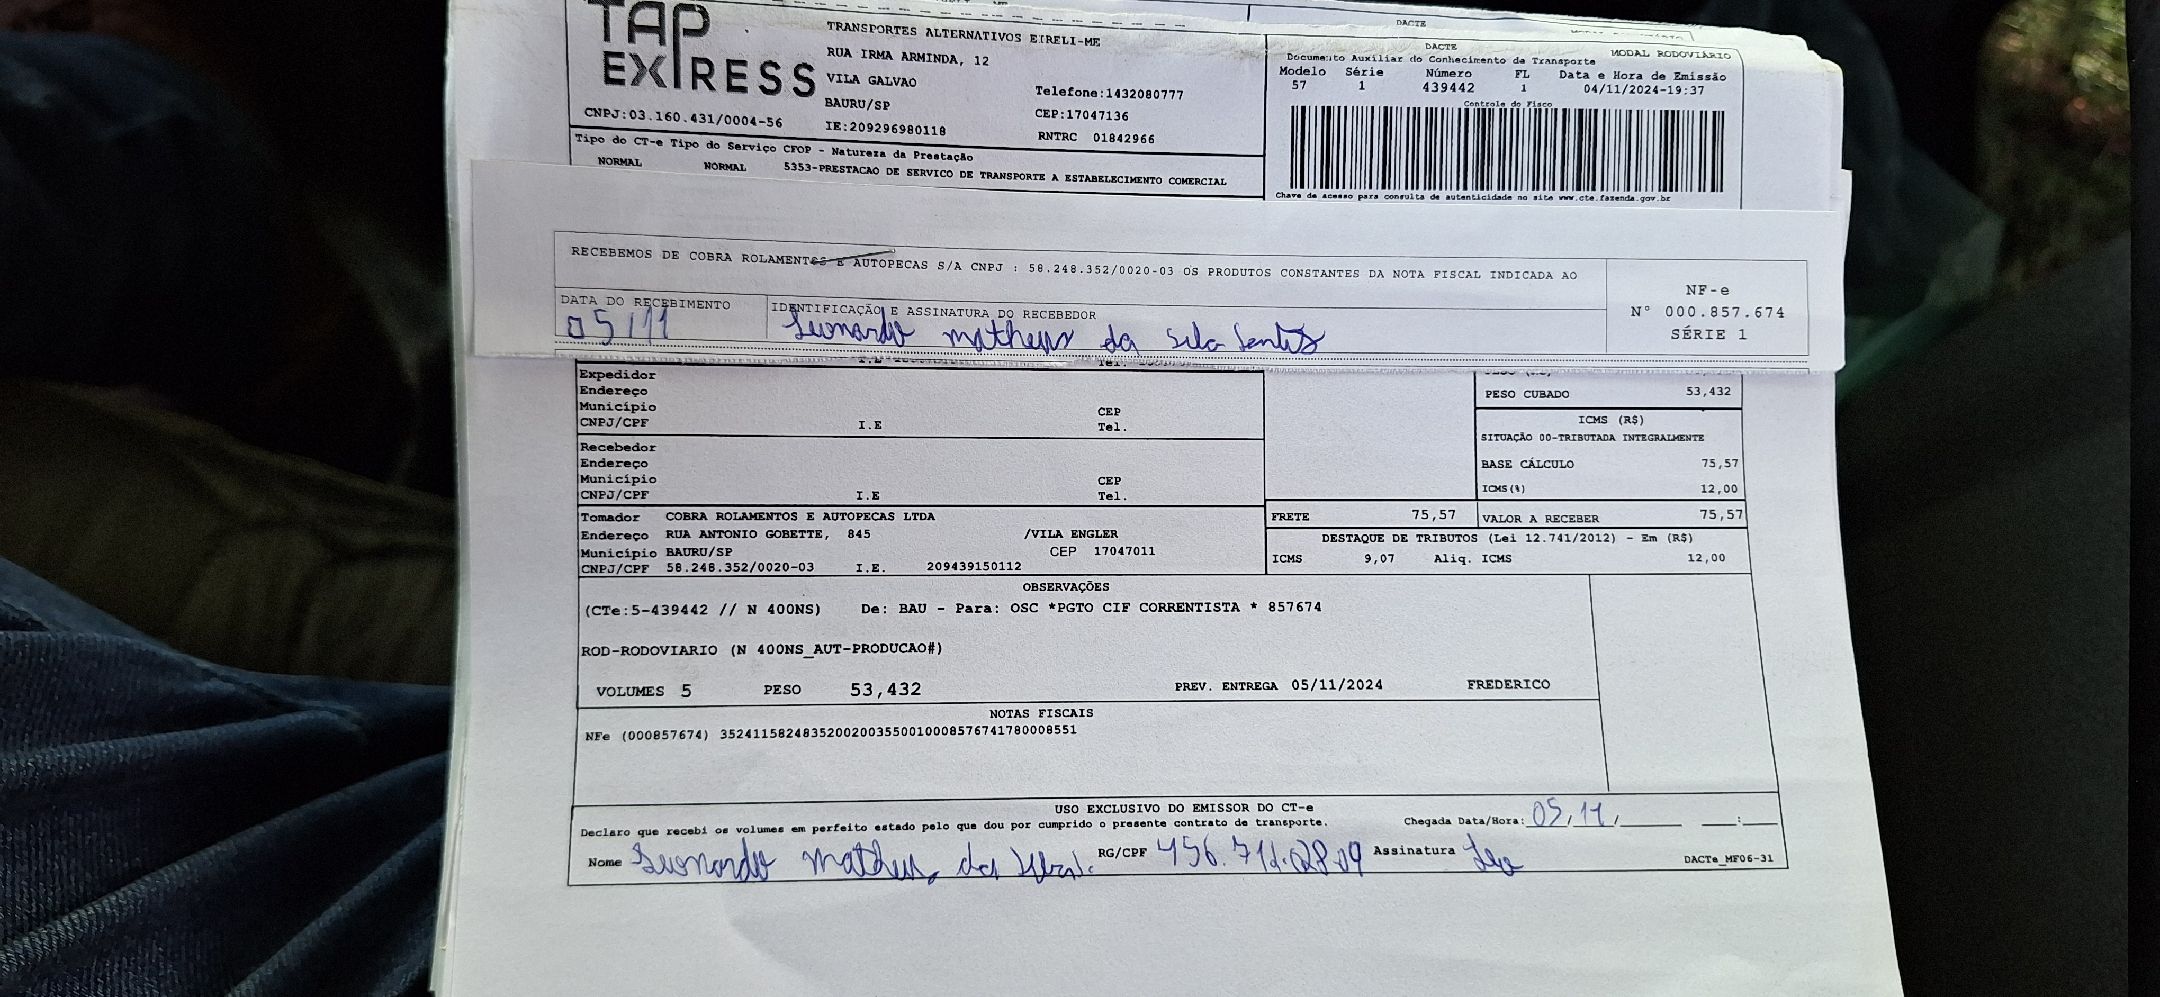 TAP EXPRESS
TRANSPORTES ALTERNATIVOS EIRELI-ME
RUA IRMA ARMINDA, 12
VILA GALVAO
BAURU/SP
IE:209296980118
Telefone:1432080777
CEP:17047136
RNTRC 01842966
CNPJ:03.160.431/0004-56
DACTE
DACTE
MODAL RODOVIÁRIO
Documento Auxiliar do Conhecimento de Transporte
Modelo Série Número FL Data e Hora de Emissão
57 1 439442 1 04/11/2024-19:37
Controle do Fisco
Chave de acesso para consulta de autenticidade no site www.cte.fazenda.gov.br
Tipo do CT-e Tipo do Serviço CFOP - Natureza da Prestação
NORMAL NORMAL 5353-PRESTACAO DE SERVICO DE TRANSPORTE A ESTABELECIMENTO COMERCIAL
RECEBEMOS DE COBRA ROLAMENTOS E AUTOPECAS S/A CNPJ : 58.248.352/0020-03 OS PRODUTOS CONSTANTES DA NOTA FISCAL INDICADA AO
NF-e
N° 000.857.674
SÉRIE 1
DATA DO RECEBIMENTO IDENTIFICAÇÃO E ASSINATURA DO RECEBEDOR
05/11 Leonardo matheus da Silva Santos
Expedidor
Endereço
Município CEP
CNPJ/CPF I.E Tel.
Recebedor
Endereço
Município CEP
CNPJ/CPF I.E Tel.
PESO CUBADO 53,432
ICMS (R$)
SITUAÇÃO 00-TRIBUTADA INTEGRALMENTE
BASE CÁLCULO 75,57
ICMS(%) 12,00
Tomador COBRA ROLAMENTOS E AUTOPECAS LTDA
Endereço RUA ANTONIO GOBETTE, 845 /VILA ENGLER
Município BAURU/SP CEP 17047011
CNPJ/CPF 58.248.352/0020-03 I.E. 209439150112
FRETE 75,57 VALOR A RECEBER 75,57
DESTAQUE DE TRIBUTOS (Lei 12.741/2012) - Em (R$)
ICMS 9,07 Aliq. ICMS 12,00
OBSERVAÇÕES
(CTe:5-439442 // N 400NS) De: BAU - Para: OSC *PGTO CIF CORRENTISTA * 857674
ROD-RODOVIARIO (N 400NS_AUT-PRODUCAO#)
VOLUMES 5 PESO 53,432 PREV. ENTREGA 05/11/2024 FREDERICO
NOTAS FISCAIS
NFe (000857674) 35241158248352002003550010008576741780008551
USO EXCLUSIVO DO EMISSOR DO CT-e
Declaro que recebi os volumes em perfeito estado pelo que dou por cumprido o presente contrato de transporte. Chegada Data/Hora: 05/11/
Nome Leonardo Matheus da Silva RG/CPF Assinatura Leo
DACTe_MF06-31